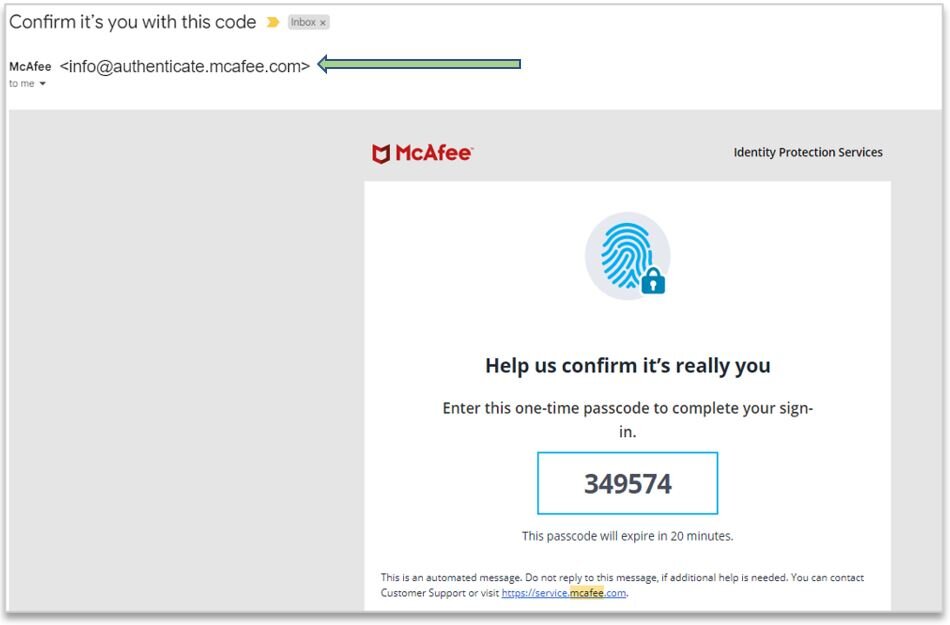 Confirm it's you with this code Inbox x
McAfee <info@authenticate.mcafee.com>
to me
McAfee Identity Protection Services
Help us confirm it's really you
Enter this one-time passcode to complete your sign-
in.
349574
This passcode will expire in 20 minutes.
This is an automated message. Do not reply to this message, if additional help is needed. You can contact
Customer Support or visit https://service.mcafee.com.